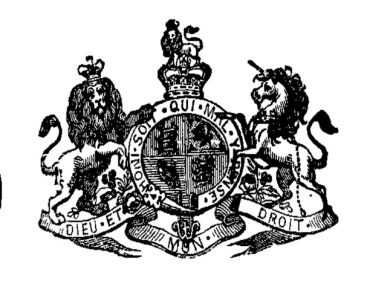 HONI·SOIT·QUI·MAL·Y·PENSE·
DIEU·ET·
MON·
DROIT·